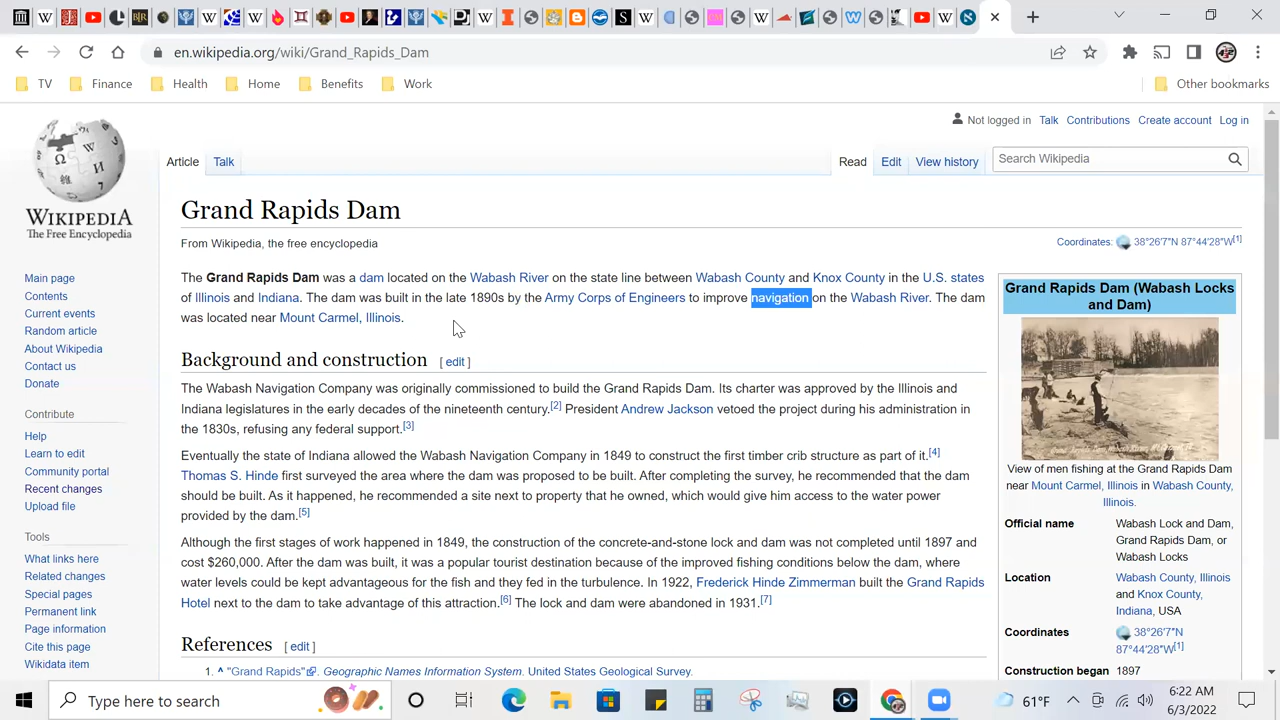 en.wikipedia.org/wiki/Grand_Rapids_Dam
TV Finance Health Home Benefits Work Other bookmarks
Not logged in Talk Contributions Create account Log in
Article Talk Read Edit View history Search Wikipedia
WIKIPEDIA
The Free Encyclopedia
Main page
Contents
Current events
Random article
About Wikipedia
Contact us
Donate
Contribute
Help
Learn to edit
Community portal
Recent changes
Upload file
Tools
What links here
Related changes
Special pages
Permanent link
Page information
Cite this page
Wikidata item
Grand Rapids Dam
From Wikipedia, the free encyclopedia
Coordinates: 38°26′7″N 87°44′28″W[1]
The Grand Rapids Dam was a dam located on the Wabash River on the state line between Wabash County and Knox County in the U.S. states
of Illinois and Indiana. The dam was built in the late 1890s by the Army Corps of Engineers to improve navigation on the Wabash River. The dam
was located near Mount Carmel, Illinois.
Background and construction [ edit ]
The Wabash Navigation Company was originally commissioned to build the Grand Rapids Dam. Its charter was approved by the Illinois and
Indiana legislatures in the early decades of the nineteenth century.[2] President Andrew Jackson vetoed the project during his administration in
the 1830s, refusing any federal support.[3]
Eventually the state of Indiana allowed the Wabash Navigation Company in 1849 to construct the first timber crib structure as part of it.[4]
Thomas S. Hinde first surveyed the area where the dam was proposed to be built. After completing the survey, he recommended that the dam
should be built. As it happened, he recommended a site next to property that he owned, which would give him access to the water power
provided by the dam.[5]
Although the first stages of work happened in 1849, the construction of the concrete-and-stone lock and dam was not completed until 1897 and
cost $260,000. After the dam was built, it was a popular tourist destination because of the improved fishing conditions below the dam, where
water levels could be kept advantageous for the fish and they fed in the turbulence. In 1922, Frederick Hinde Zimmerman built the Grand Rapids
Hotel next to the dam to take advantage of this attraction.[6] The lock and dam were abandoned in 1931.[7]
References [ edit ]
1. ^ "Grand Rapids". Geographic Names Information System. United States Geological Survey.
Grand Rapids Dam (Wabash Locks
and Dam)
View of men fishing at the Grand Rapids Dam
near Mount Carmel, Illinois in Wabash County,
Illinois.
Official name Wabash Lock and Dam,
Grand Rapids Dam, or
Wabash Locks
Location Wabash County, Illinois
and Knox County,
Indiana, USA
Coordinates 38°26′7″N
87°44′28″W[1]
Construction began 1897
Type here to search
61°F
6:22 AM
6/3/2022